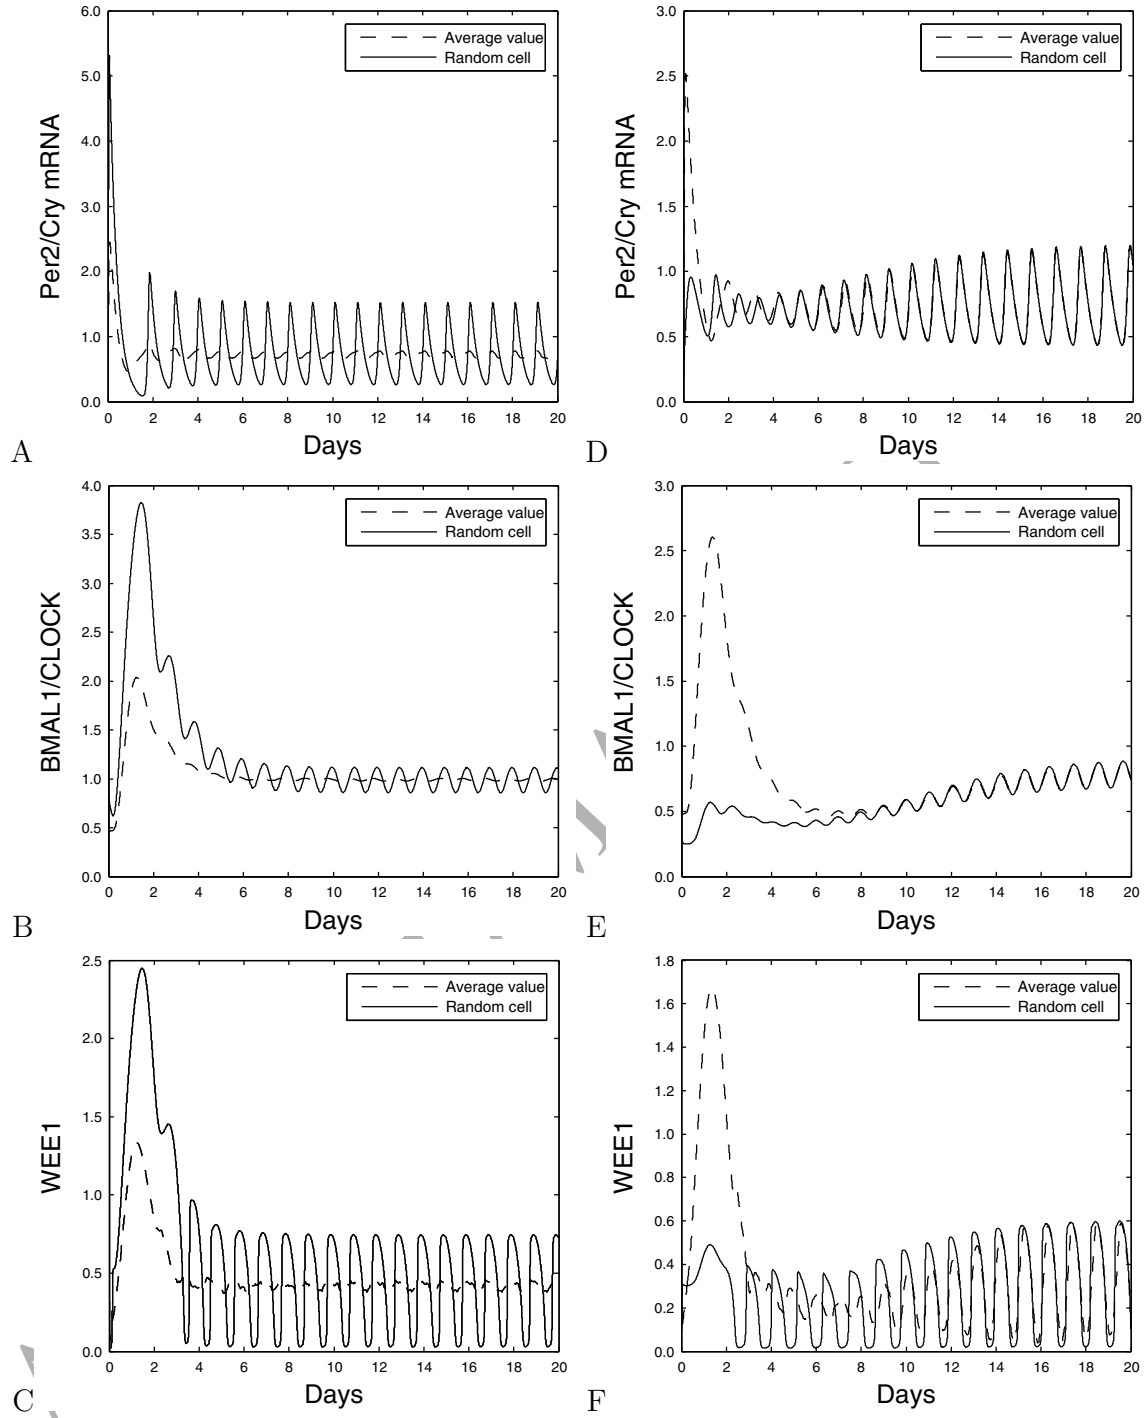 6.0
5.0
4.0
3.0
2.0
1.0
0.0
Per2/Cry mRNA
Average value
Random cell
0 2 4 6 8 10 12 14 16 18 20
Days
A
3.0
2.5
2.0
1.5
1.0
0.5
0.0
Per2/Cry mRNA
Average value
Random cell
0 2 4 6 8 10 12 14 16 18 20
Days
D
4.0
3.5
3.0
2.5
2.0
1.5
1.0
0.5
0.0
BMAL1/CLOCK
Average value
Random cell
0 2 4 6 8 10 12 14 16 18 20
Days
B
3.0
2.5
2.0
1.5
1.0
0.5
0.0
BMAL1/CLOCK
Average value
Random cell
0 2 4 6 8 10 12 14 16 18 20
Days
E
2.5
2.0
1.5
1.0
0.5
0.0
WEE1
Average value
Random cell
0 2 4 6 8 10 12 14 16 18 20
Days
C
1.8
1.6
1.4
1.2
1.0
0.8
0.6
0.4
0.2
0.0
WEE1
Average value
Random cell
0 2 4 6 8 10 12 14 16 18 20
Days
F